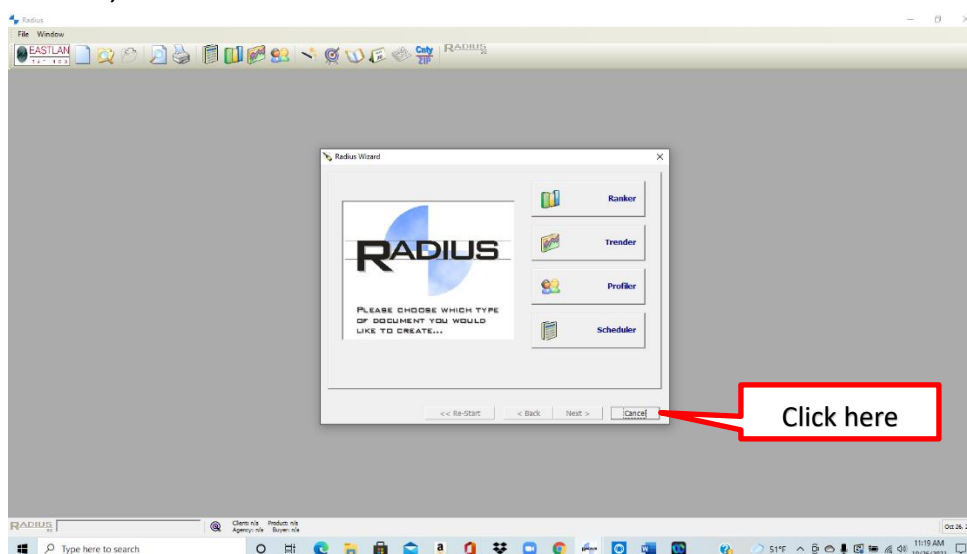 Radius
File Window
EASTLAN
Cnty
ZIP
RADIUS
Radius Wizard
RADIUS
PLEASE CHOOSE WHICH TYPE
OF DOCUMENT YOU WOULD
LIKE TO CREATE...
Ranker
Trender
Profiler
Scheduler
<< Re-Start
< Back
Next >
Cancel
Click here
RADIUS
Client: n/a Product: n/a
Agency: n/a Buyer: n/a
Oct 26, 2
Type here to search
51°F
11:19 AM